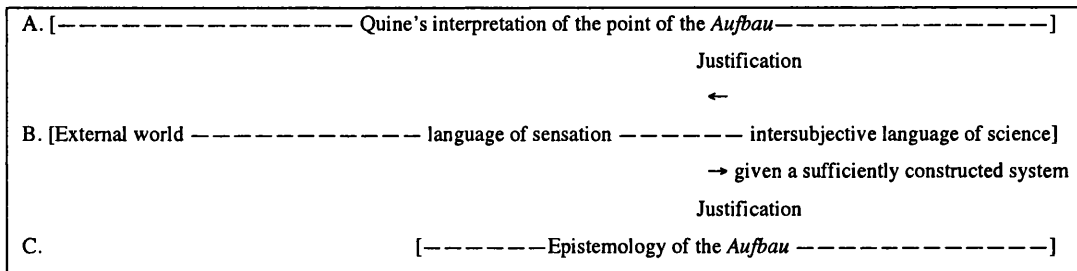 A. [– – – – – – – – – – – – – – – – – Quine's interpretation of the point of the Aufbau– – – – – – – – – – – – – – –]
Justification
←
B. [External world – – – – – – – – – – – – – language of sensation – – – – – – – intersubjective language of science]
→ given a sufficiently constructed system
Justification
C. [– – – – – –Epistemology of the Aufbau – – – – – – – – – – – – –]